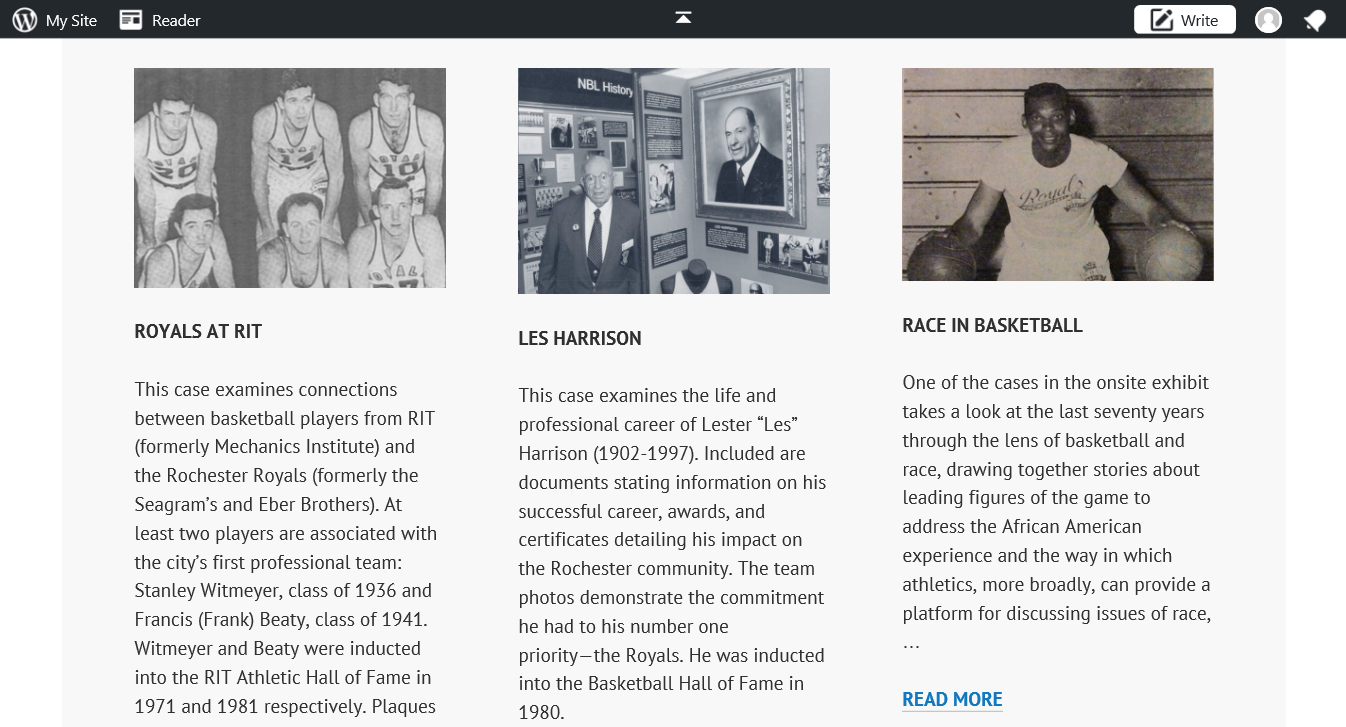 My Site
Reader
Write
NBL History
LES HARRISON
20
14
10
Royals
ROYALS AT RIT
This case examines connections
between basketball players from RIT
(formerly Mechanics Institute) and
the Rochester Royals (formerly the
Seagram’s and Eber Brothers). At
least two players are associated with
the city’s first professional team:
Stanley Witmeyer, class of 1936 and
Francis (Frank) Beaty, class of 1941.
Witmeyer and Beaty were inducted
into the RIT Athletic Hall of Fame in
1971 and 1981 respectively. Plaques
LES HARRISON
This case examines the life and
professional career of Lester “Les”
Harrison (1902-1997). Included are
documents stating information on his
successful career, awards, and
certificates detailing his impact on
the Rochester community. The team
photos demonstrate the commitment
he had to his number one
priority—the Royals. He was inducted
into the Basketball Hall of Fame in
1980.
RACE IN BASKETBALL
One of the cases in the onsite exhibit
takes a look at the last seventy years
through the lens of basketball and
race, drawing together stories about
leading figures of the game to
address the African American
experience and the way in which
athletics, more broadly, can provide a
platform for discussing issues of race,
…
READ MORE